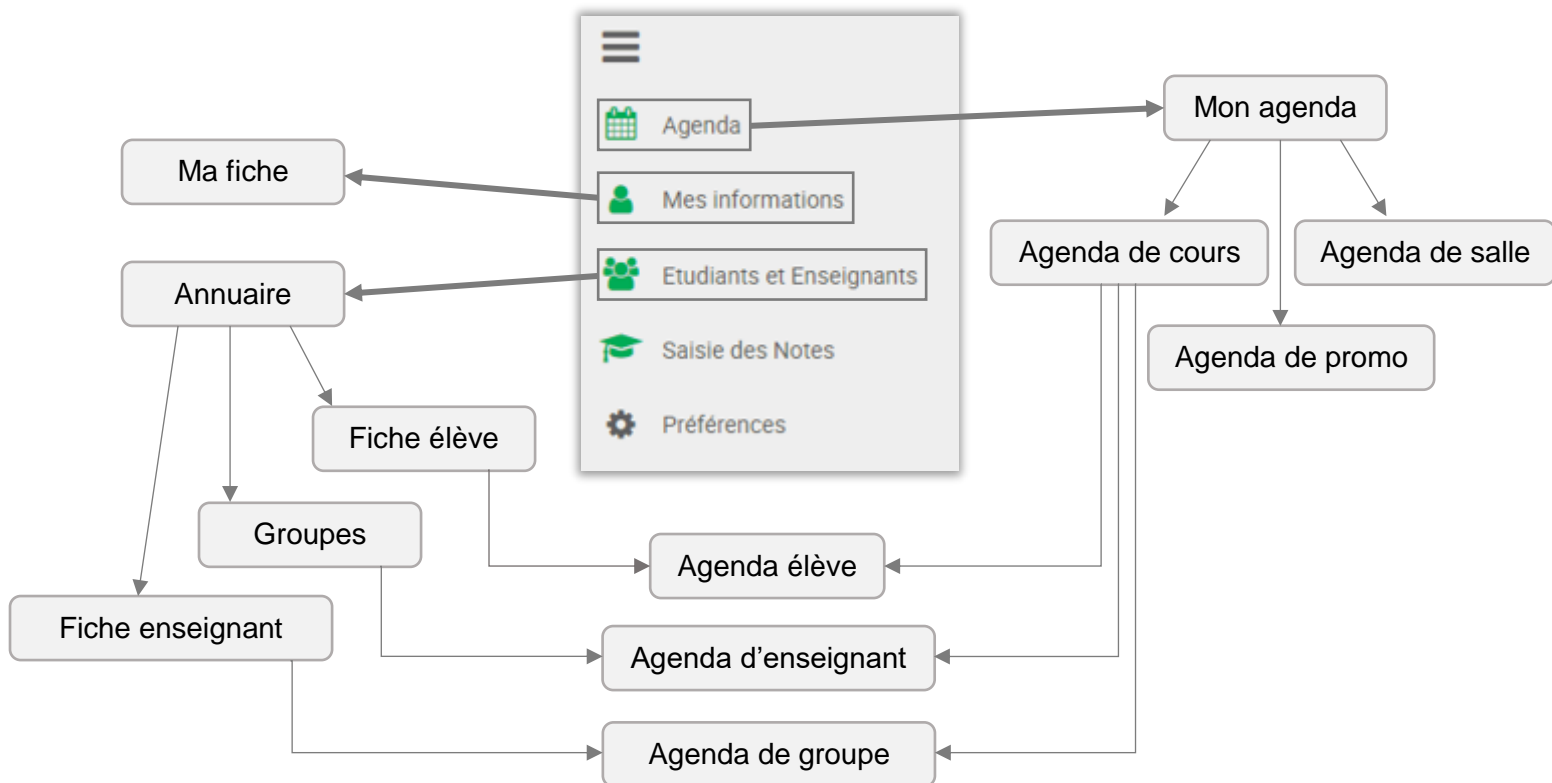 Agenda
Mes informations
Etudiants et Enseignants
Saisie des Notes
Préférences
Mon agenda
Ma fiche
Agenda de cours
Agenda de salle
Annuaire
Agenda de promo
Fiche élève
Groupes
Agenda élève
Fiche enseignant
Agenda d’enseignant
Agenda de groupe